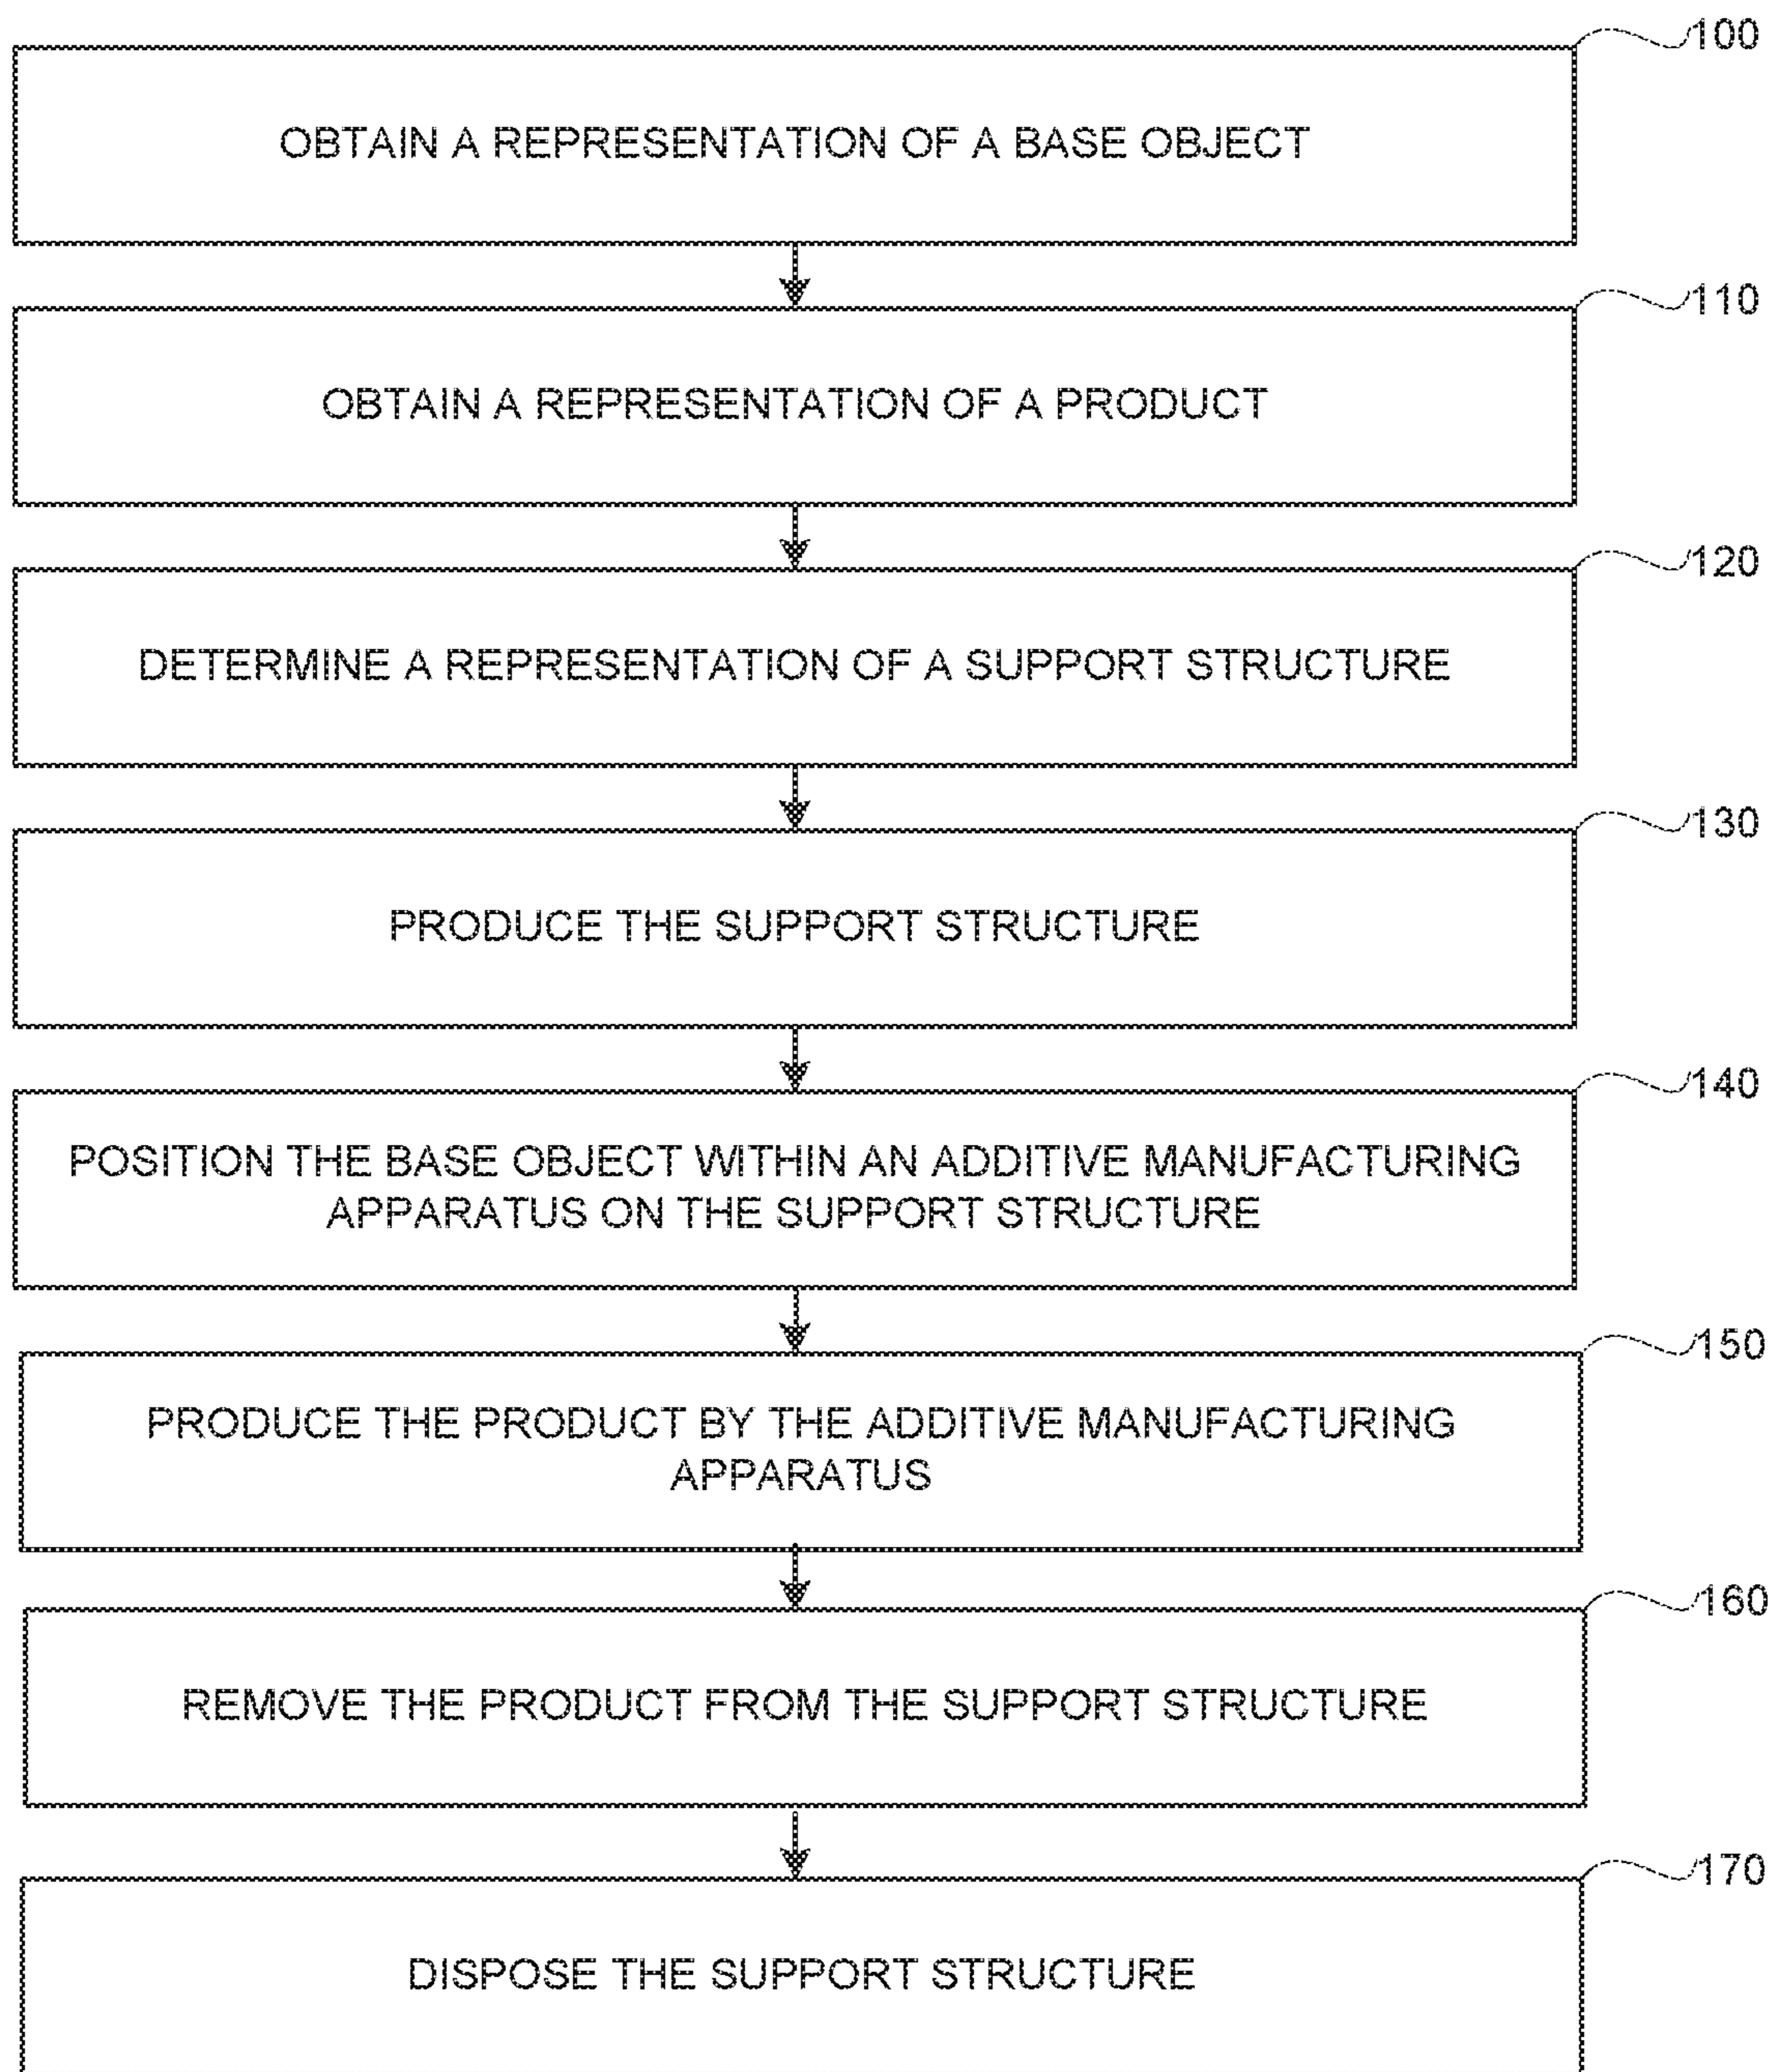 100
OBTAIN A REPRESENTATION OF A BASE OBJECT
110
OBTAIN A REPRESENTATION OF A PRODUCT
120
DETERMINE A REPRESENTATION OF A SUPPORT STRUCTURE
130
PRODUCE THE SUPPORT STRUCTURE
140
POSITION THE BASE OBJECT WITHIN AN ADDITIVE MANUFACTURING
APPARATUS ON THE SUPPORT STRUCTURE
150
PRODUCE THE PRODUCT BY THE ADDITIVE MANUFACTURING
APPARATUS
160
REMOVE THE PRODUCT FROM THE SUPPORT STRUCTURE
170
DISPOSE THE SUPPORT STRUCTURE